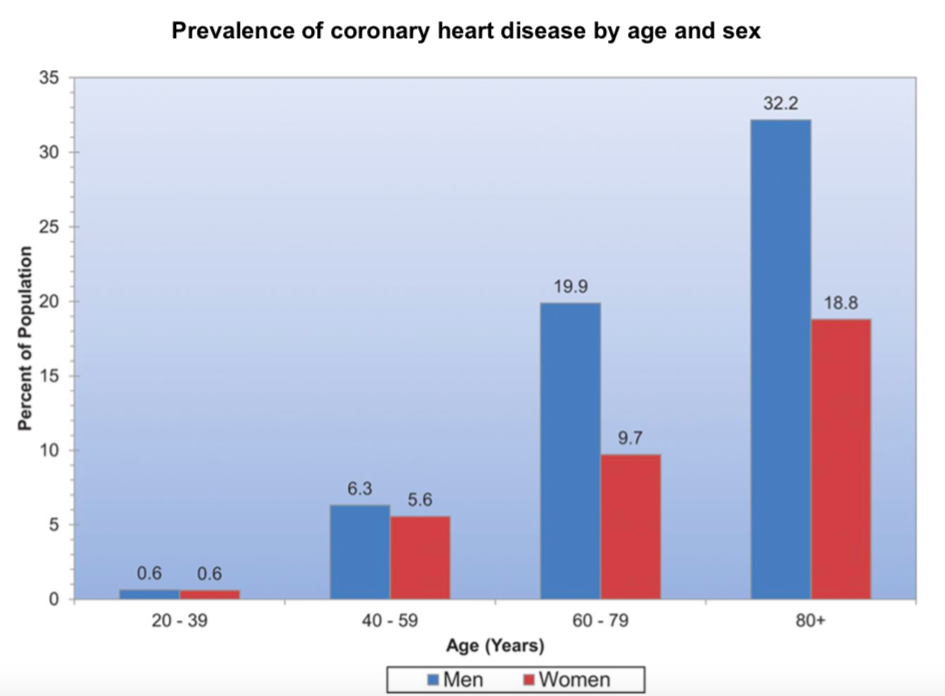 Prevalence of coronary heart disease by age and sex
35
30
25
20
15
10
5
0
Percent of Population
0.6 0.6
6.3 5.6
19.9 9.7
32.2 18.8
20 - 39 40 - 59 60 - 79 80+
Age (Years)
Men Women